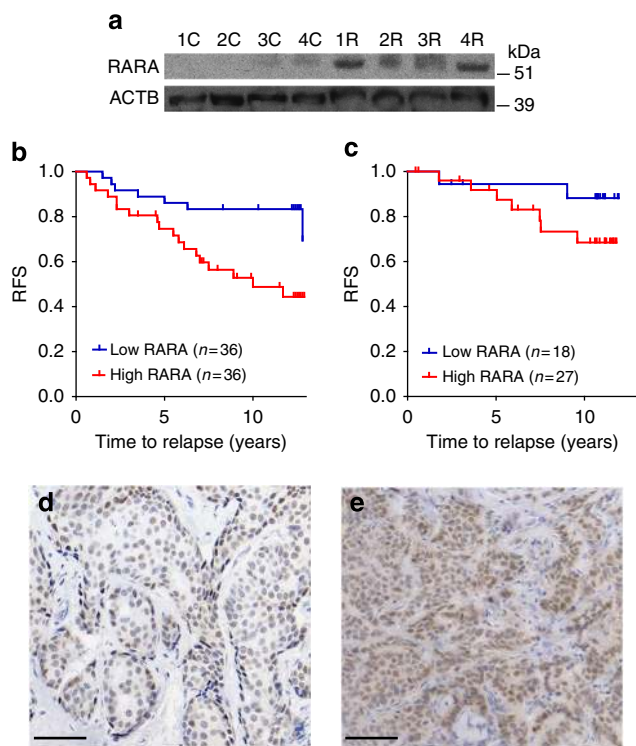 a
1C 2C 3C 4C 1R 2R 3R 4R kDa
RARA
51
ACTB
39
b
1.0
0.8
0.6
0.4
0.2
0.0
RFS
Low RARA (n=36)
High RARA (n=36)
0 5 10
Time to relapse (years)
c
1.0
0.8
0.6
0.4
0.2
0.0
RFS
Low RARA (n=18)
High RARA (n=27)
0 5 10
Time to relapse (years)
d
e